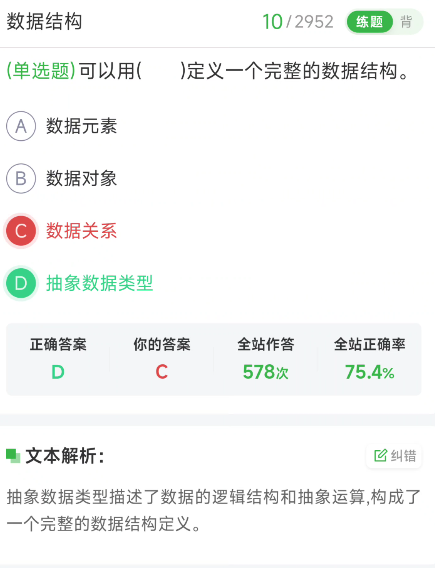 数据结构 10/2952 练题 背
(单选题)可以用(　　)定义一个完整的数据结构。
A 数据元素
B 数据对象
C 数据关系
D 抽象数据类型
正确答案 你的答案 全站作答 全站正确率
D C 578次 75.4%
文本解析： 纠错
抽象数据类型描述了数据的逻辑结构和抽象运算,构成了
一个完整的数据结构定义。